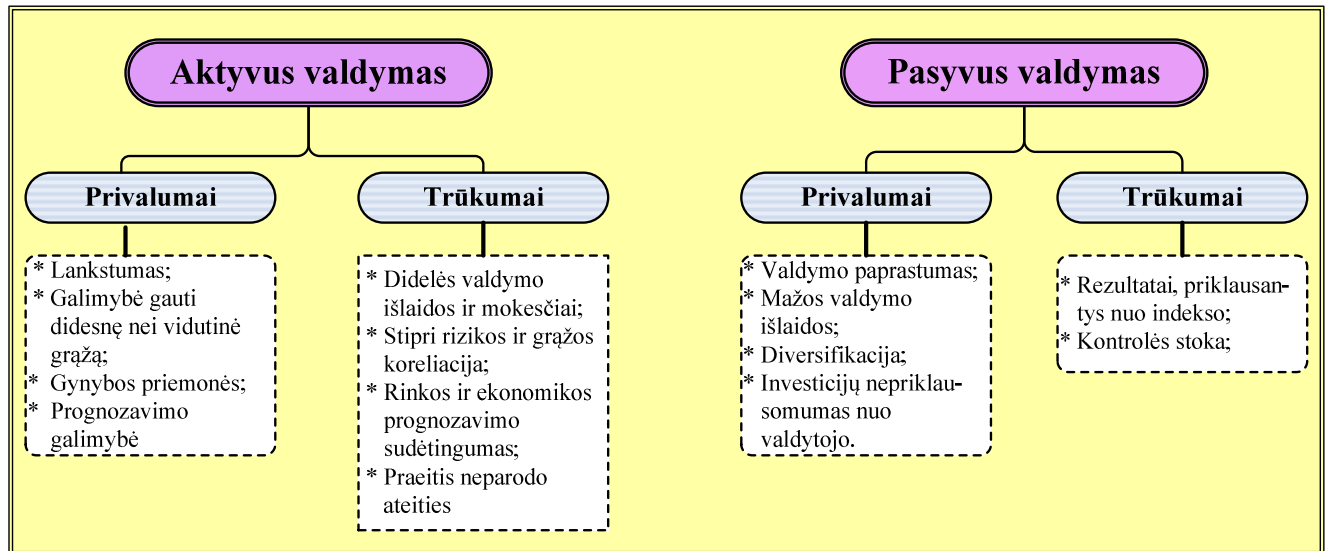 Aktyvus valdymas
Privalumai
* Lankstumas;
* Galimybė gauti
didesnę nei vidutinė
grąžą;
* Gynybos priemonės;
* Prognozavimo
galimybė
Trūkumai
* Didelės valdymo
išlaidos ir mokesčiai;
* Stipri rizikos ir grąžos
koreliacija;
* Rinkos ir ekonomikos
prognozavimo
sudėtingumas;
* Praeitis neparodo
ateities
Pasyvus valdymas
Privalumai
* Valdymo paprastumas;
* Mažos valdymo
išlaidos;
* Diversifikacija;
* Investicijų nepriklau-
somumas nuo
valdytojo.
Trūkumai
* Rezultatai, priklausan-
tys nuo indekso;
* Kontrolės stoka;